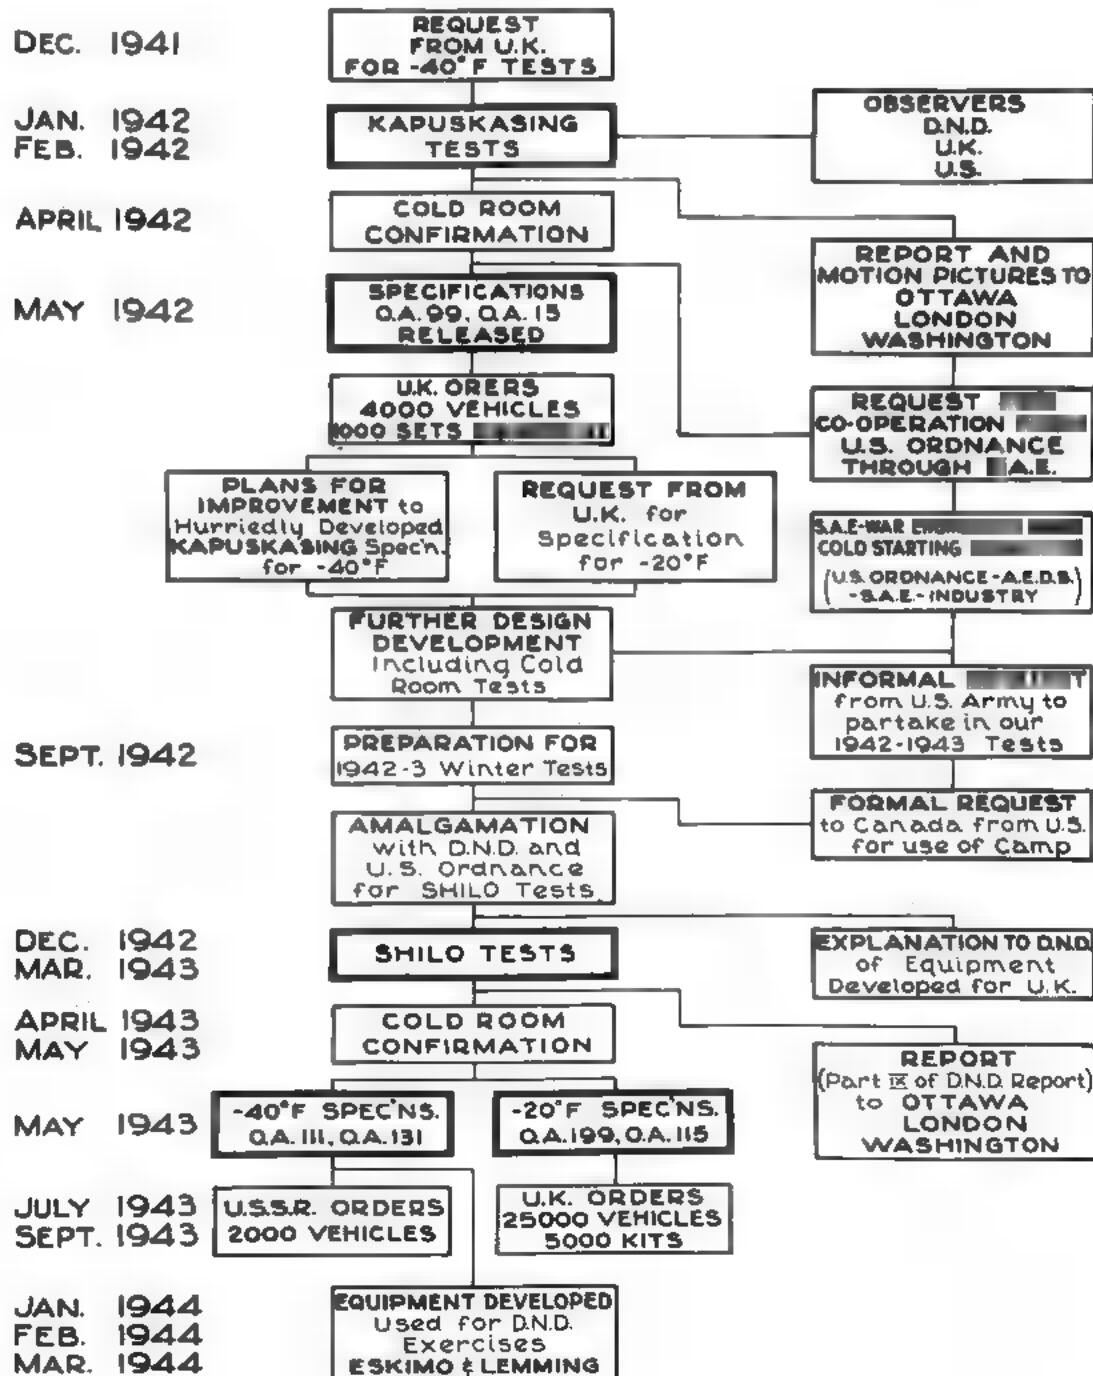 DEC. 1941
REQUEST
FROM U.K.
FOR -40°F TESTS
JAN. 1942
FEB. 1942
KAPUSKASING
TESTS
OBSERVERS
D.N.D.
U.K.
U.S.
APRIL 1942
COLD ROOM
CONFIRMATION
REPORT AND
MOTION PICTURES TO
OTTAWA
LONDON
WASHINGTON
MAY 1942
SPECIFICATIONS
O.A. 99, O.A. 15
RELEASED
U.K. ORERS
4000 VEHICLES
1000 SETS
REQUEST
CO-OPERATION
U.S. ORDNANCE
THROUGH A.E.
PLANS FOR
IMPROVEMENT to
Hurriedly Developed
KAPUSKASING Spec'n.
for -40°F
REQUEST FROM
U.K. for
Specification
for -20°F
S.A.E-WAR
COLD STARTING
(U.S. ORDNANCE-A.E.D.B.
-S.A.E.-INDUSTRY)
FURTHER DESIGN
DEVELOPMENT
Including Cold
Room Tests
INFORMAL
from U.S. Army to
partake in our
1942-1943 Tests
SEPT. 1942
PREPARATION FOR
1942-3 Winter Tests
FORMAL REQUEST
to Canada from U.S.
for use of Camp
AMALGAMATION
with D.N.D. and
U.S. Ordnance
for SHILO Tests
DEC. 1942
MAR. 1943
SHILO TESTS
EXPLANATION TO D.N.D.
of Equipment
Developed for U.K.
APRIL 1943
MAY 1943
COLD ROOM
CONFIRMATION
REPORT
(Part IX of D.N.D. Report)
to OTTAWA
LONDON
WASHINGTON
MAY 1943
-40°F SPEC'NS.
O.A. 111, O.A. 131
-20°F SPEC'NS.
O.A. 199, O.A. 115
JULY 1943
SEPT. 1943
U.S.S.R. ORDERS
2000 VEHICLES
U.K. ORDERS
25000 VEHICLES
5000 KITS
JAN. 1944
FEB. 1944
MAR. 1944
EQUIPMENT DEVELOPED
Used for D.N.D.
Exercises
ESKIMO & LEMMING